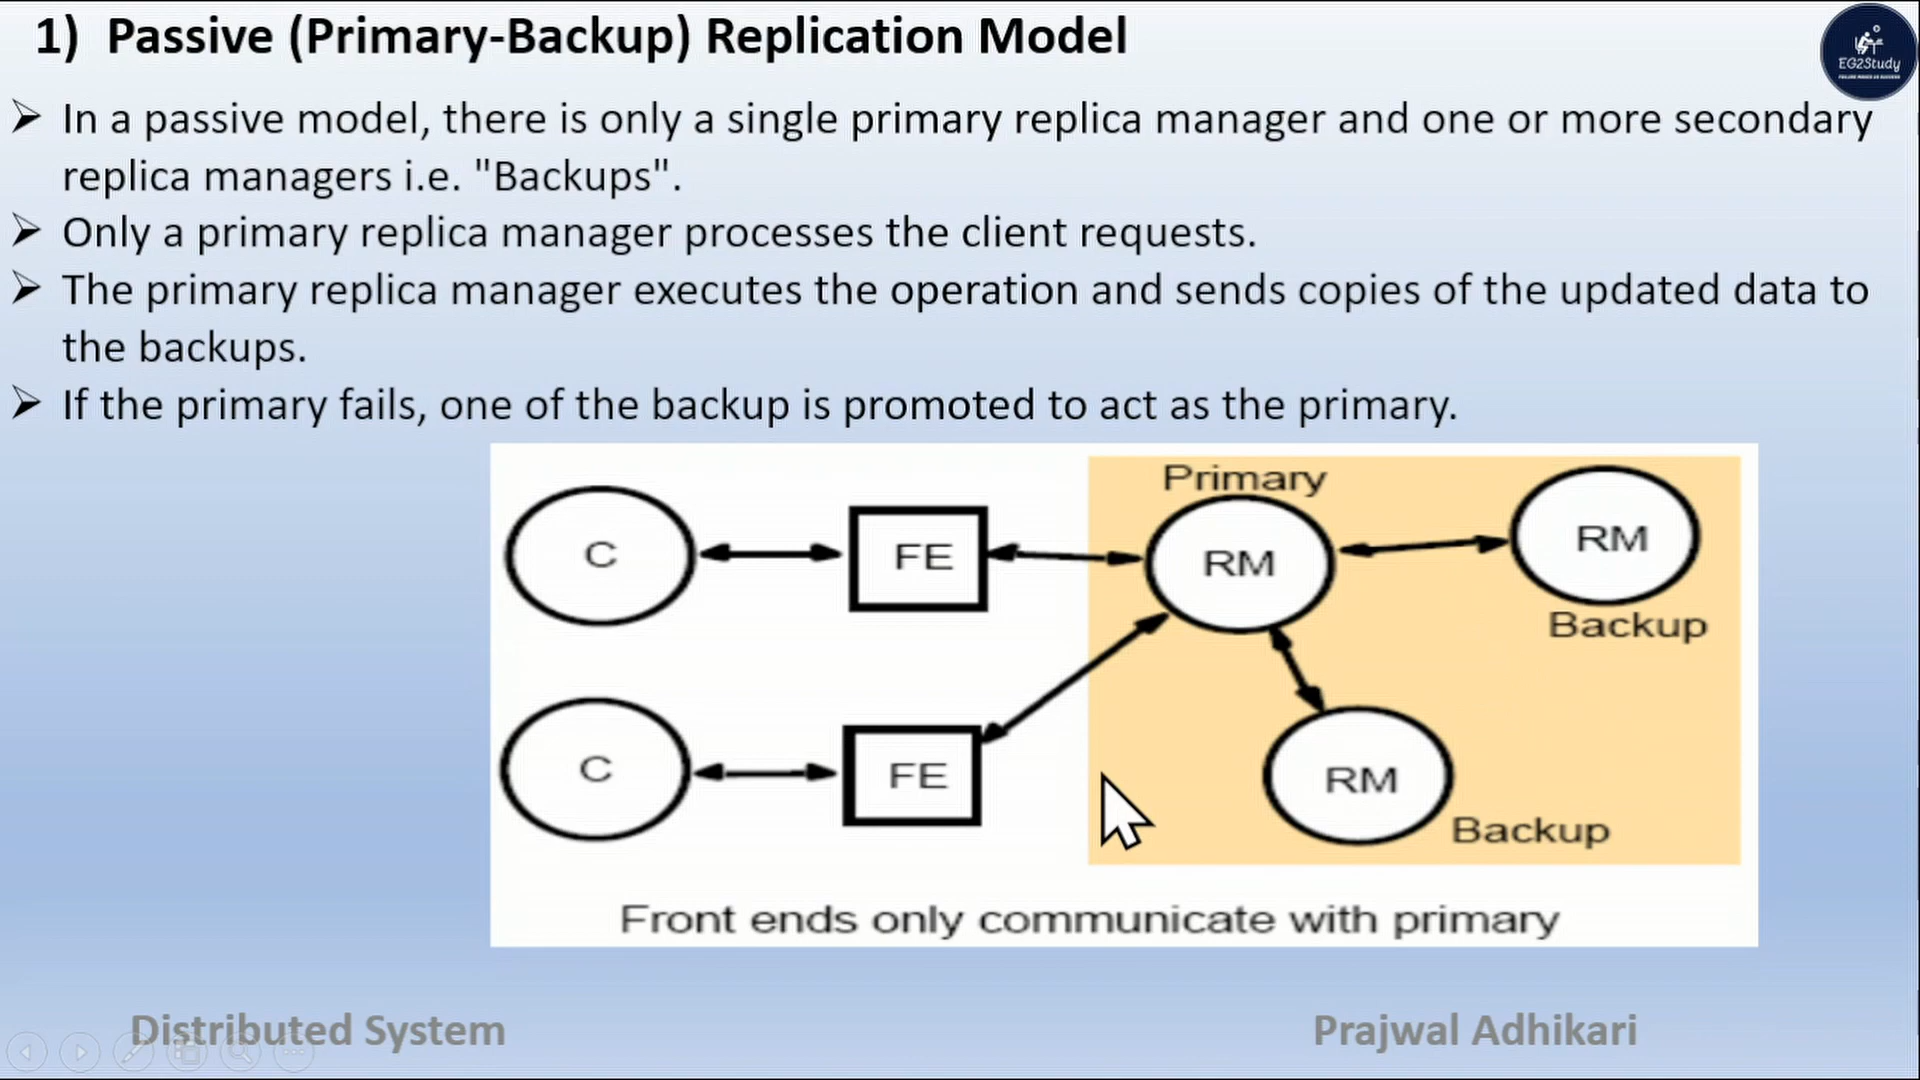 1) Passive (Primary-Backup) Replication Model
EG2Study
➢ In a passive model, there is only a single primary replica manager and one or more secondary
replica managers i.e. "Backups".
➢ Only a primary replica manager processes the client requests.
➢ The primary replica manager executes the operation and sends copies of the updated data to
the backups.
➢ If the primary fails, one of the backup is promoted to act as the primary.
Primary
C FE RM RM
Backup
C FE RM
Backup
Front ends only communicate with primary
Distributed System Prajwal Adhikari